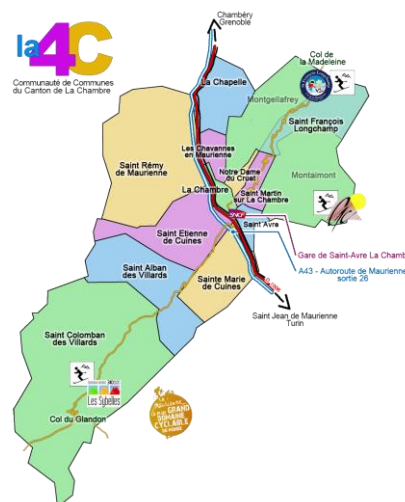 la4C
Communauté de Communes
du Canton de La Chambre
Chambéry
Grenoble
La Chapelle
Col de
la Madeleine
Montgellafrey
Saint François
Longchamp
Les Chavannes
en Maurienne
Saint Rémy
de Maurienne
Notre Dame
du Cruet
Montaimont
La Chambre
Saint Martin
sur La Chambre
SNCF
Saint Avre
Saint Etienne
de Cuines
Gare de Saint-Avre La Chamb
A43 - Autoroute de Maurienne
sortie 26
Saint Alban
des Villards
Sainte Marie
de Cuines
Saint Jean de Maurienne
Turin
Saint Colomban
des Villards
Les Sybelles
Col du Glandon
GRAND
DOMAINE
CYCLABLE